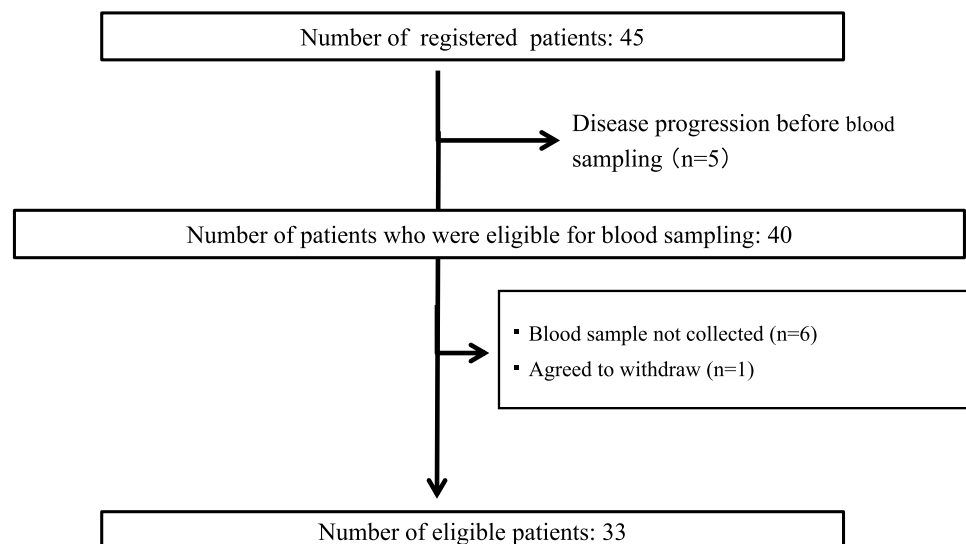 Number of registered patients: 45
Disease progression before blood
sampling（n=5）
Number of patients who were eligible for blood sampling: 40
▪ Blood sample not collected (n=6)
▪ Agreed to withdraw (n=1)
Number of eligible patients: 33